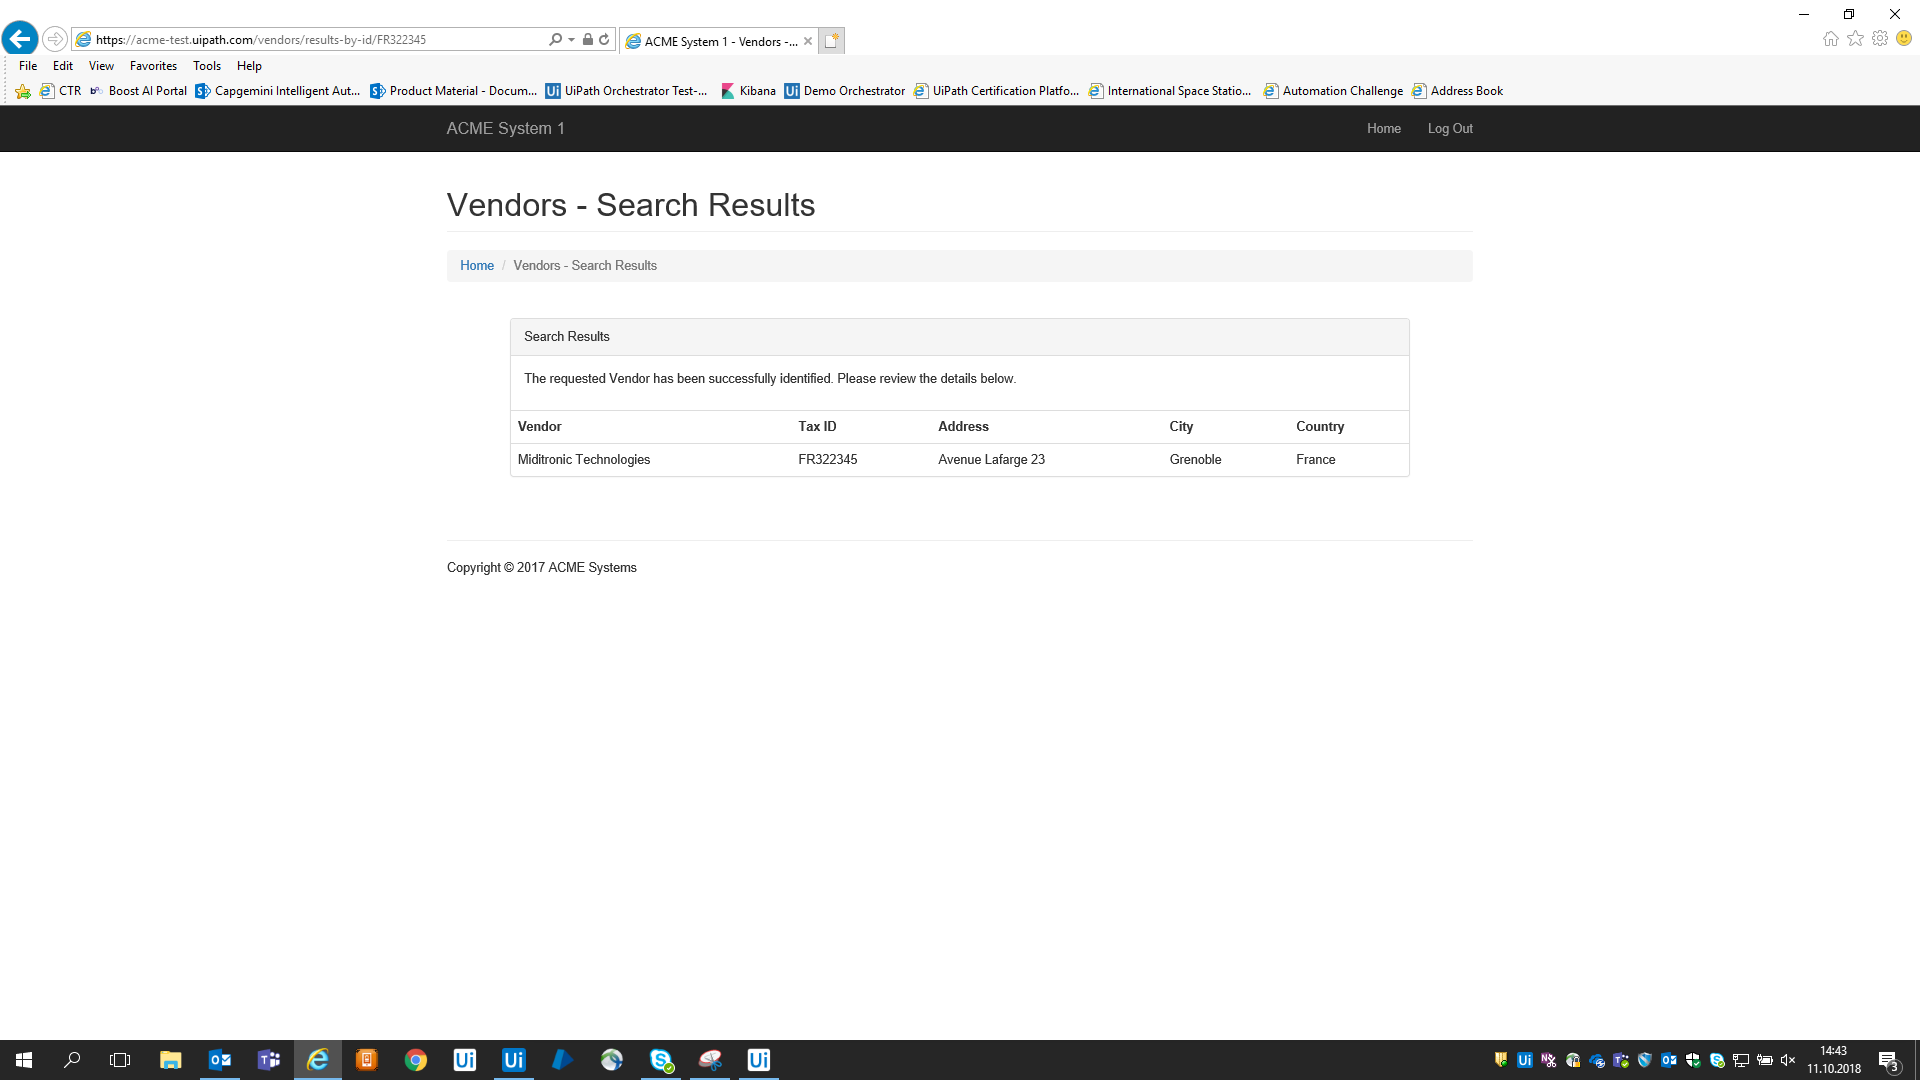 https://acme-test.uipath.com/vendors/results-by-id/FR322345
ACME System 1 - Vendors -...
File Edit View Favorites Tools Help
CTR Boost AI Portal Capgemini Intelligent Aut... Product Material - Docum... UiPath Orchestrator Test-... Kibana Demo Orchestrator UiPath Certification Platfo... International Space Statio... Automation Challenge Address Book
ACME System 1 Home Log Out
Vendors - Search Results
Home / Vendors - Search Results
Search Results
The requested Vendor has been successfully identified. Please review the details below.
Vendor Tax ID Address City Country
Miditronic Technologies FR322345 Avenue Lafarge 23 Grenoble France
Copyright © 2017 ACME Systems
14:43
11.10.2018
3